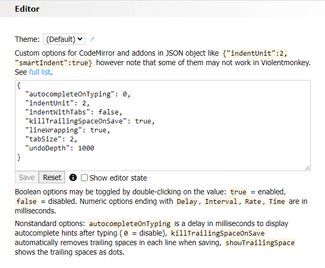 Editor
Theme: (Default)
Custom options for CodeMirror and addons in JSON object like {"indentUnit":2,
"smartIndent":true} however note that some of them may not work in Violentmonkey.
See full list.
{
"autocompleteOnTyping": 0,
"indentUnit": 2,
"indentWithTabs": false,
"killTrailingSpaceOnSave": true,
"lineWrapping": true,
"tabSize": 2,
"undoDepth": 1000
}
Save Reset Show editor state
Boolean options may be toggled by double-clicking on the value: true = enabled,
false = disabled. Numeric options ending with Delay, Interval, Rate, Time are in
milliseconds.
Nonstandard options: autocompleteOnTyping is a delay in milliseconds to display
autocomplete hints after typing (0 = disable), killTrailingSpaceOnSave
automatically removes trailing spaces in each line when saving, showTrailingSpace
shows the trailing spaces as dots.